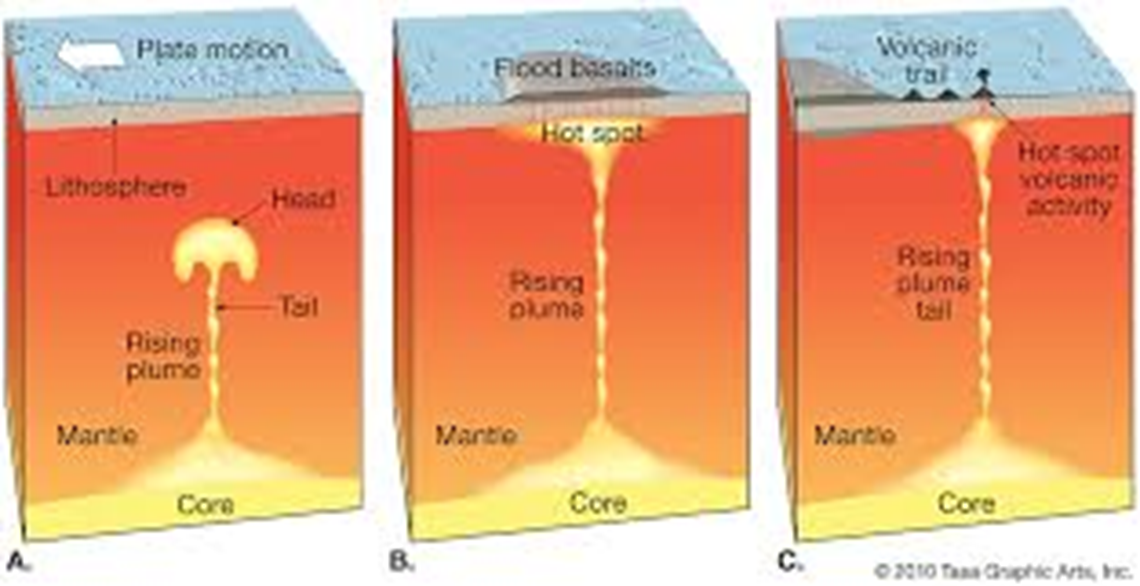 Plate motion
Lithosphere
Head
Tail
Rising
plume
Mantle
Core
A.
Flood basalts
Hot spot
Rising
plume
Mantle
Core
B.
Volcanic
trail
Hot spot
volcanic
activity
Rising
plume
tail
Mantle
Core
C.
© 2010 Tasa Graphic Arts, Inc.